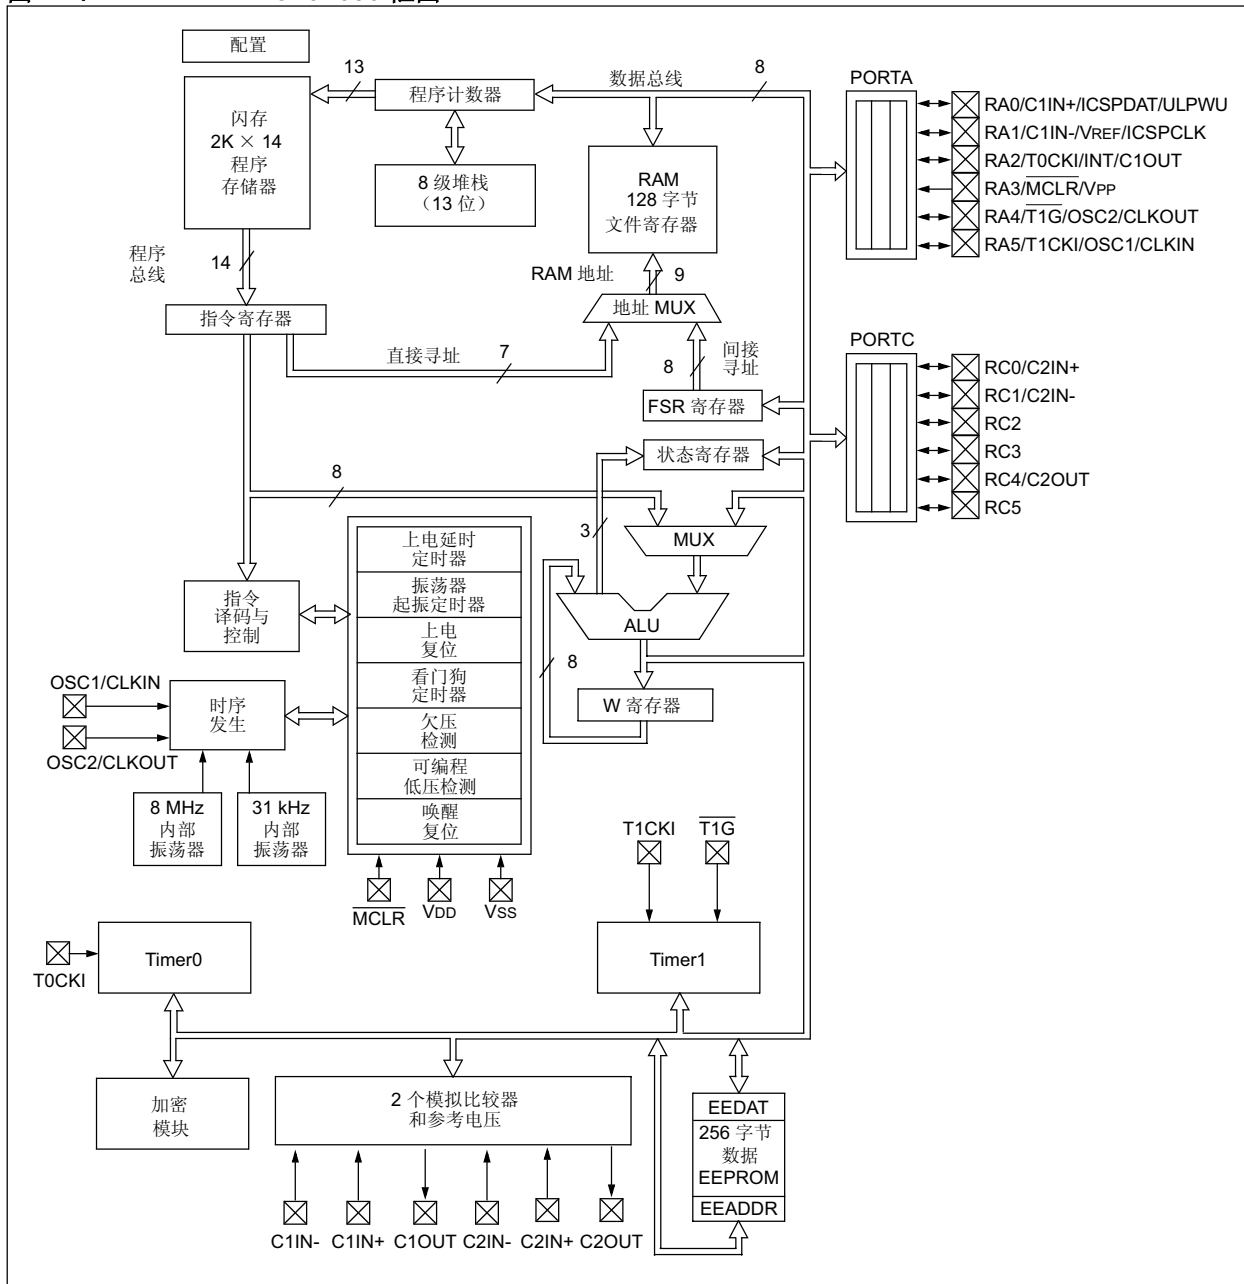 配置
13
数据总线
8
PORTA
闪存
2K × 14
程序
存储器
程序计数器
8 级堆栈
（13 位）
RAM
128 字节
文件寄存器
RA0/C1IN+/ICSPDAT/ULPWU
RA1/C1IN-/VREF/ICSPCLK
RA2/T0CKI/INT/C1OUT
RA3/MCLR/VPP
RA4/T1G/OSC2/CLKOUT
RA5/T1CKI/OSC1/CLKIN
程序
总线
14
RAM 地址
9
地址 MUX
指令寄存器
直接寻址
7
8
间接
寻址
FSR 寄存器
PORTC
RC0/C2IN+
RC1/C2IN-
RC2
RC3
RC4/C2OUT
RC5
状态寄存器
8
3
MUX
ALU
8
W 寄存器
指令
译码与
控制
上电延时
定时器
振荡器
起振定时器
上电
复位
看门狗
定时器
欠压
检测
可编程
低压检测
唤醒
复位
OSC1/CLKIN
OSC2/CLKOUT
时序
发生
8 MHz
内部
振荡器
31 kHz
内部
振荡器
MCLR
VDD
VSS
T1CKI
T1G
T0CKI
Timer0
Timer1
加密
模块
2 个模拟比较器
和参考电压
C1IN- C1IN+ C1OUT C2IN- C2IN+ C2OUT
EEDAT
256 字节
数据
EEPROM
EEADDR